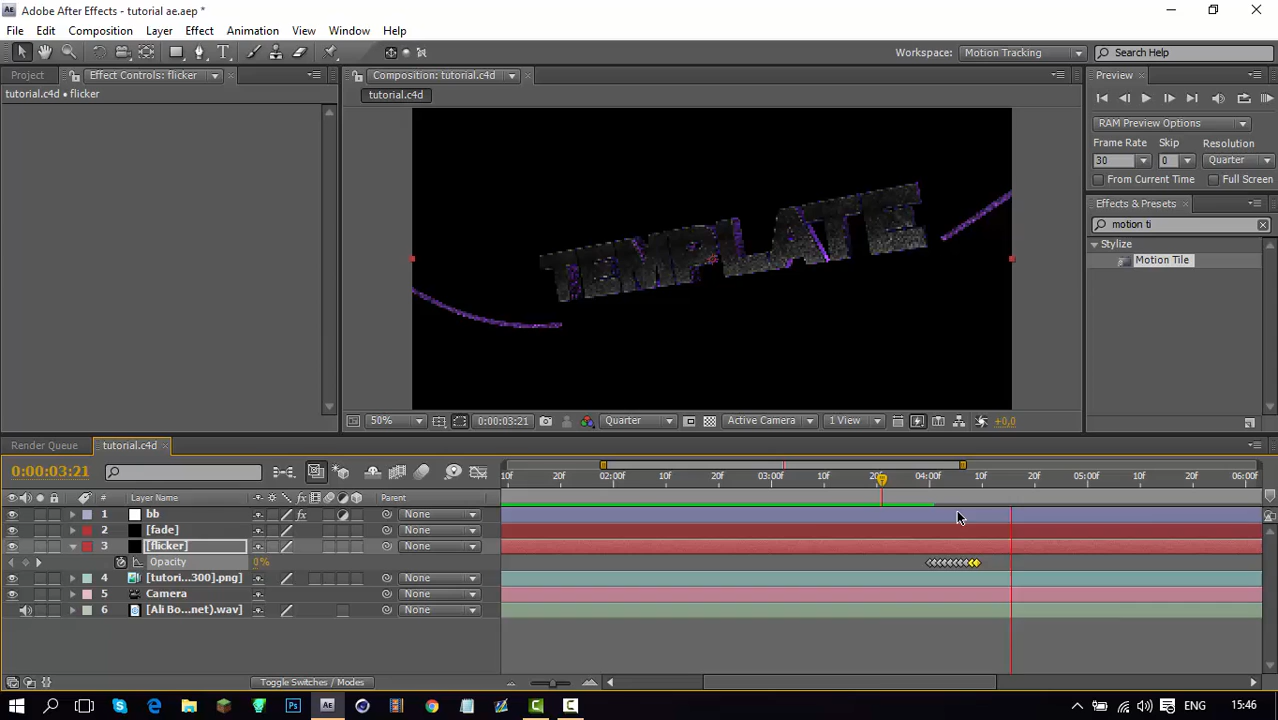 Adobe After Effects - tutorial ae.aep *
File Edit Composition Layer Effect Animation View Window Help
Workspace: Motion Tracking Search Help
Project Effect Controls: flicker Composition: tutorial.c4d Preview
tutorial.c4d • flicker
tutorial.c4d
RAM Preview Options
Frame Rate Skip Resolution
30 0 Quarter
From Current Time Full Screen
Effects & Presets
motion ti
Stylize
Motion Tile
TEMPLATE
50% 0:00:03:21 Quarter Active Camera 1 View +0,0
Render Queue tutorial.c4d
0:00:03:21
10f 20f 02:00f 10f 20f 03:00f 10f 20f 04:00f 10f 20f 05:00f 10f 20f 06:00f
# Layer Name Parent
1 bb None
2 [fade] None
3 [flicker] None
Opacity 0%
4 [tutori...300].png] None
5 Camera None
6 [Ali Bo...net).wav] None
Toggle Switches / Modes
ENG 15:46